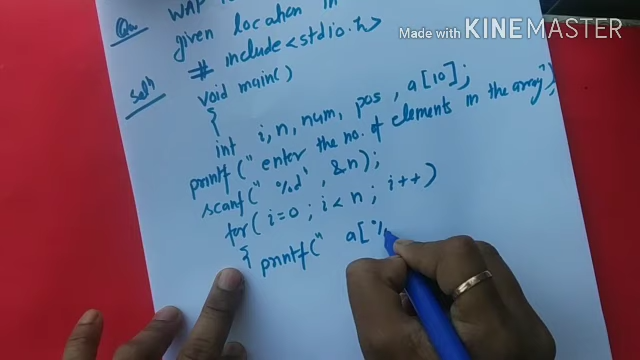 Made with KINEMASTER
Qn WAP
given location in
Solⁿ # include<stdio.h>
void main()
{
int i, n, num, pos, a[10];
printf(" enter the no. of elements in the array");
scanf(" %d", &n);
for( i=0 ; i<n ; i++)
{ printf(" a[%